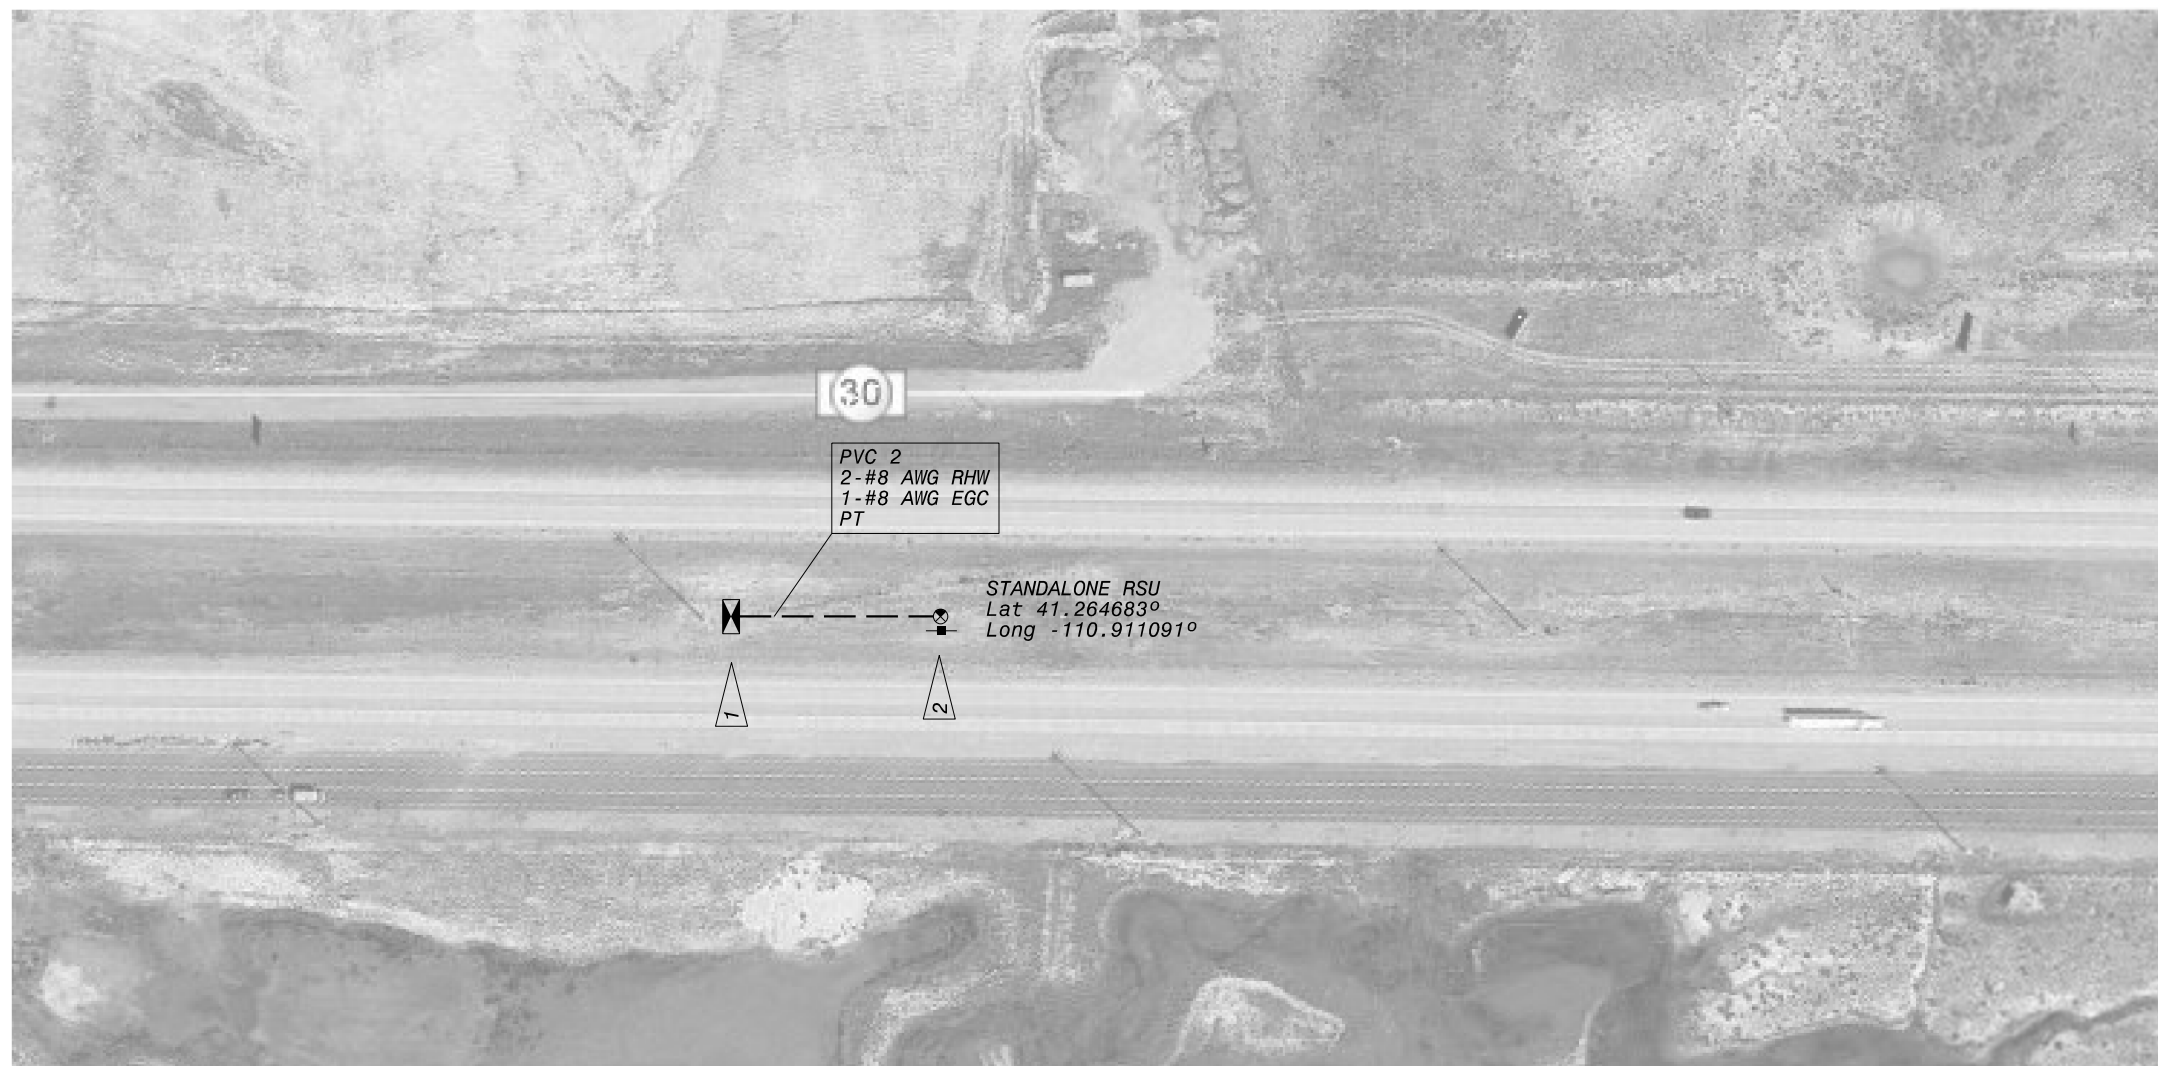 30
PVC 2
2-#8 AWG RHW
1-#8 AWG EGC
PT
STANDALONE RSU
Lat 41.264683º
Long -110.911091º
1
2